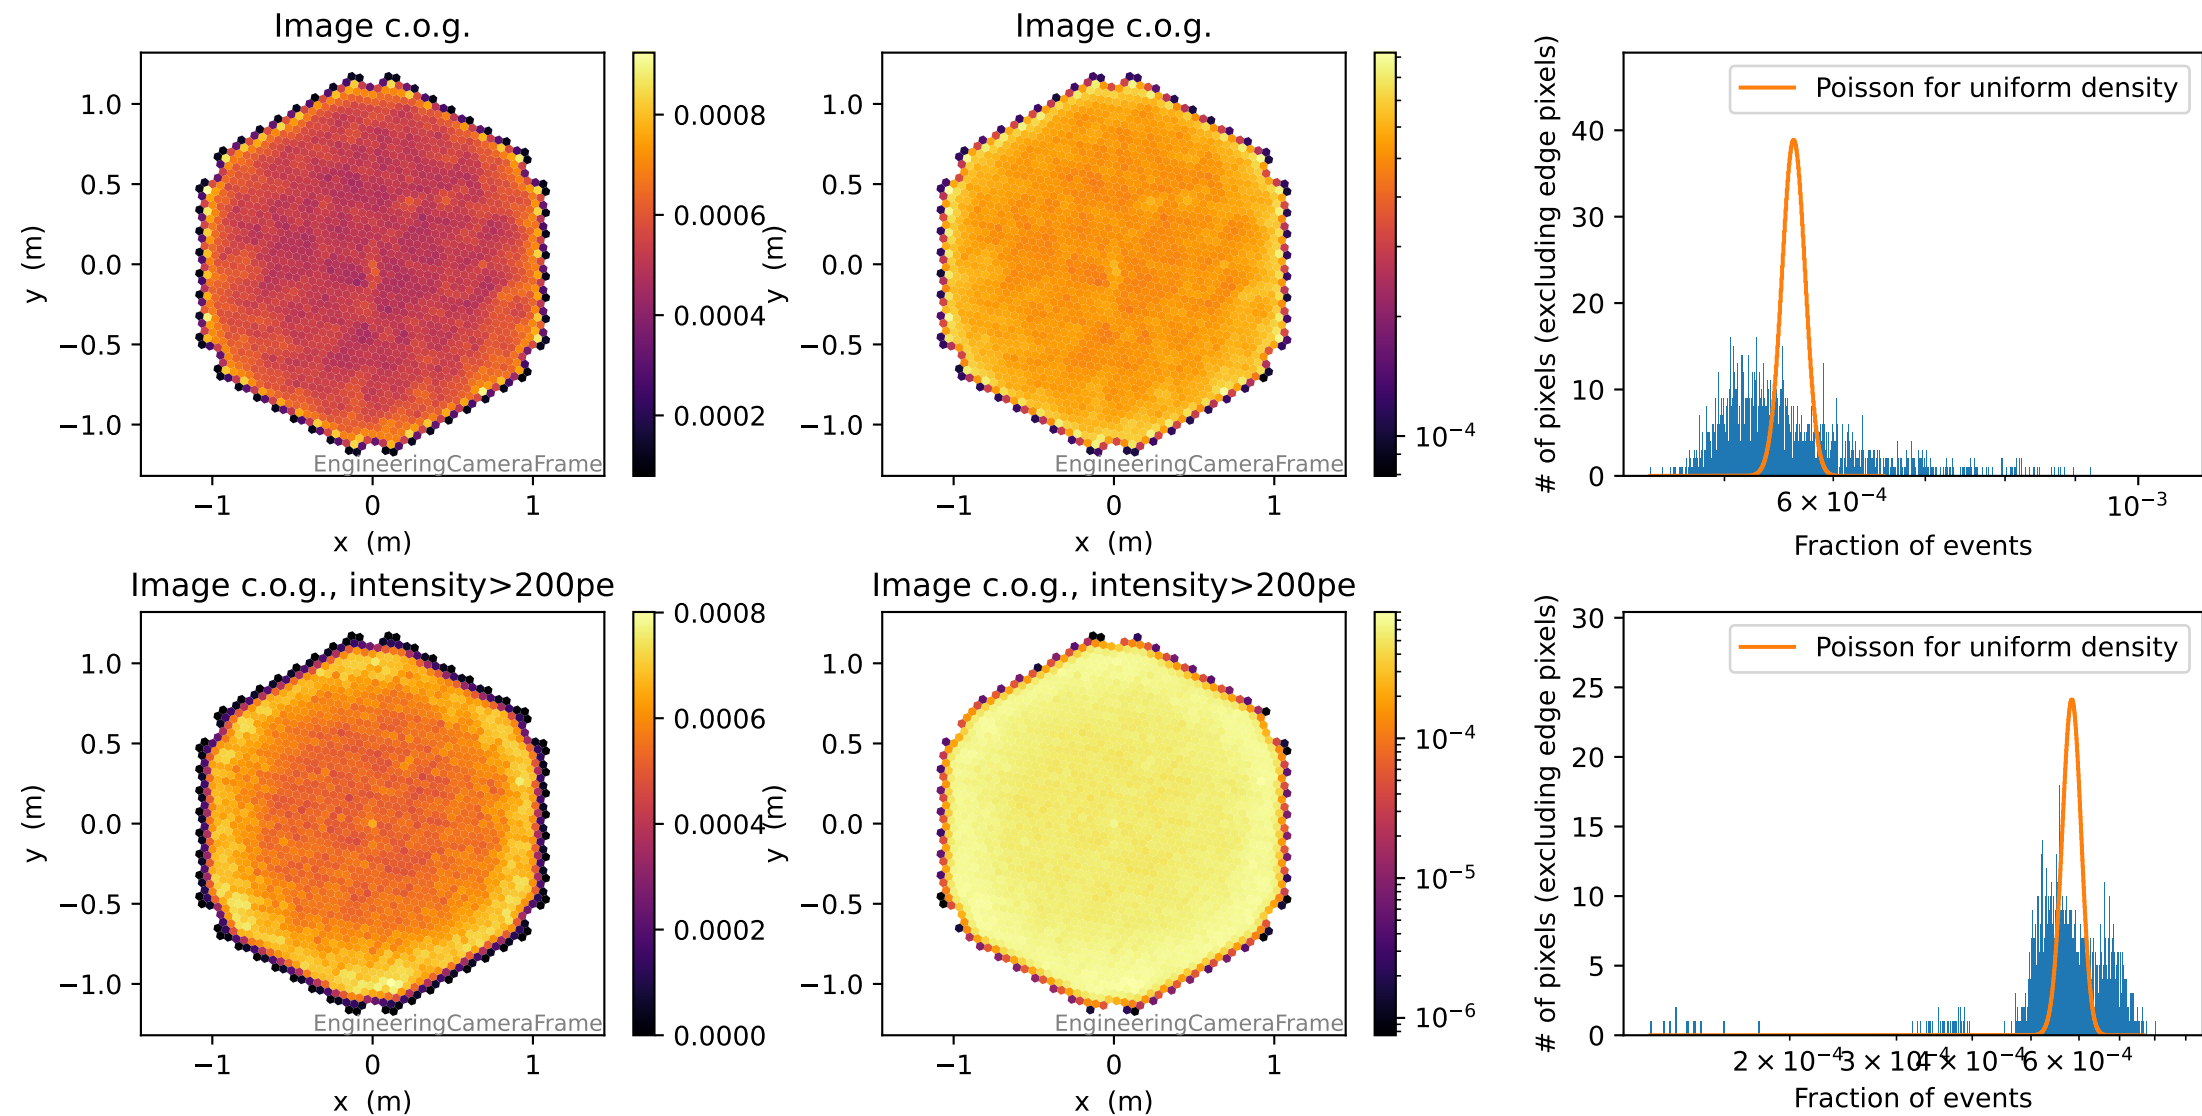 Image c.o.g.
1.0
0.5
0.0
−0.5
−1.0
y (m)
−1
0
1
x (m)
EngineeringCameraFrame
0.0008
0.0006
0.0004
0.0002
Image c.o.g.
1.0
0.5
0.0
−0.5
−1.0
y (m)
−1
0
1
x (m)
EngineeringCameraFrame
10⁻⁴
Poisson for uniform density
# of pixels (excluding edge pixels)
40
30
20
10
0
6 × 10⁻⁴
10⁻³
Fraction of events
Image c.o.g., intensity>200pe
1.0
0.5
0.0
−0.5
−1.0
y (m)
−1
0
1
x (m)
EngineeringCameraFrame
0.0008
0.0006
0.0004
0.0002
0.0000
Image c.o.g., intensity>200pe
1.0
0.5
0.0
−0.5
−1.0
y (m)
−1
0
1
x (m)
EngineeringCameraFrame
10⁻⁴
10⁻⁵
10⁻⁶
Poisson for uniform density
# of pixels (excluding edge pixels)
30
25
20
15
10
5
0
2 × 10⁻⁴
3 × 10⁻⁴
4 × 10⁻⁴
6 × 10⁻⁴
Fraction of events